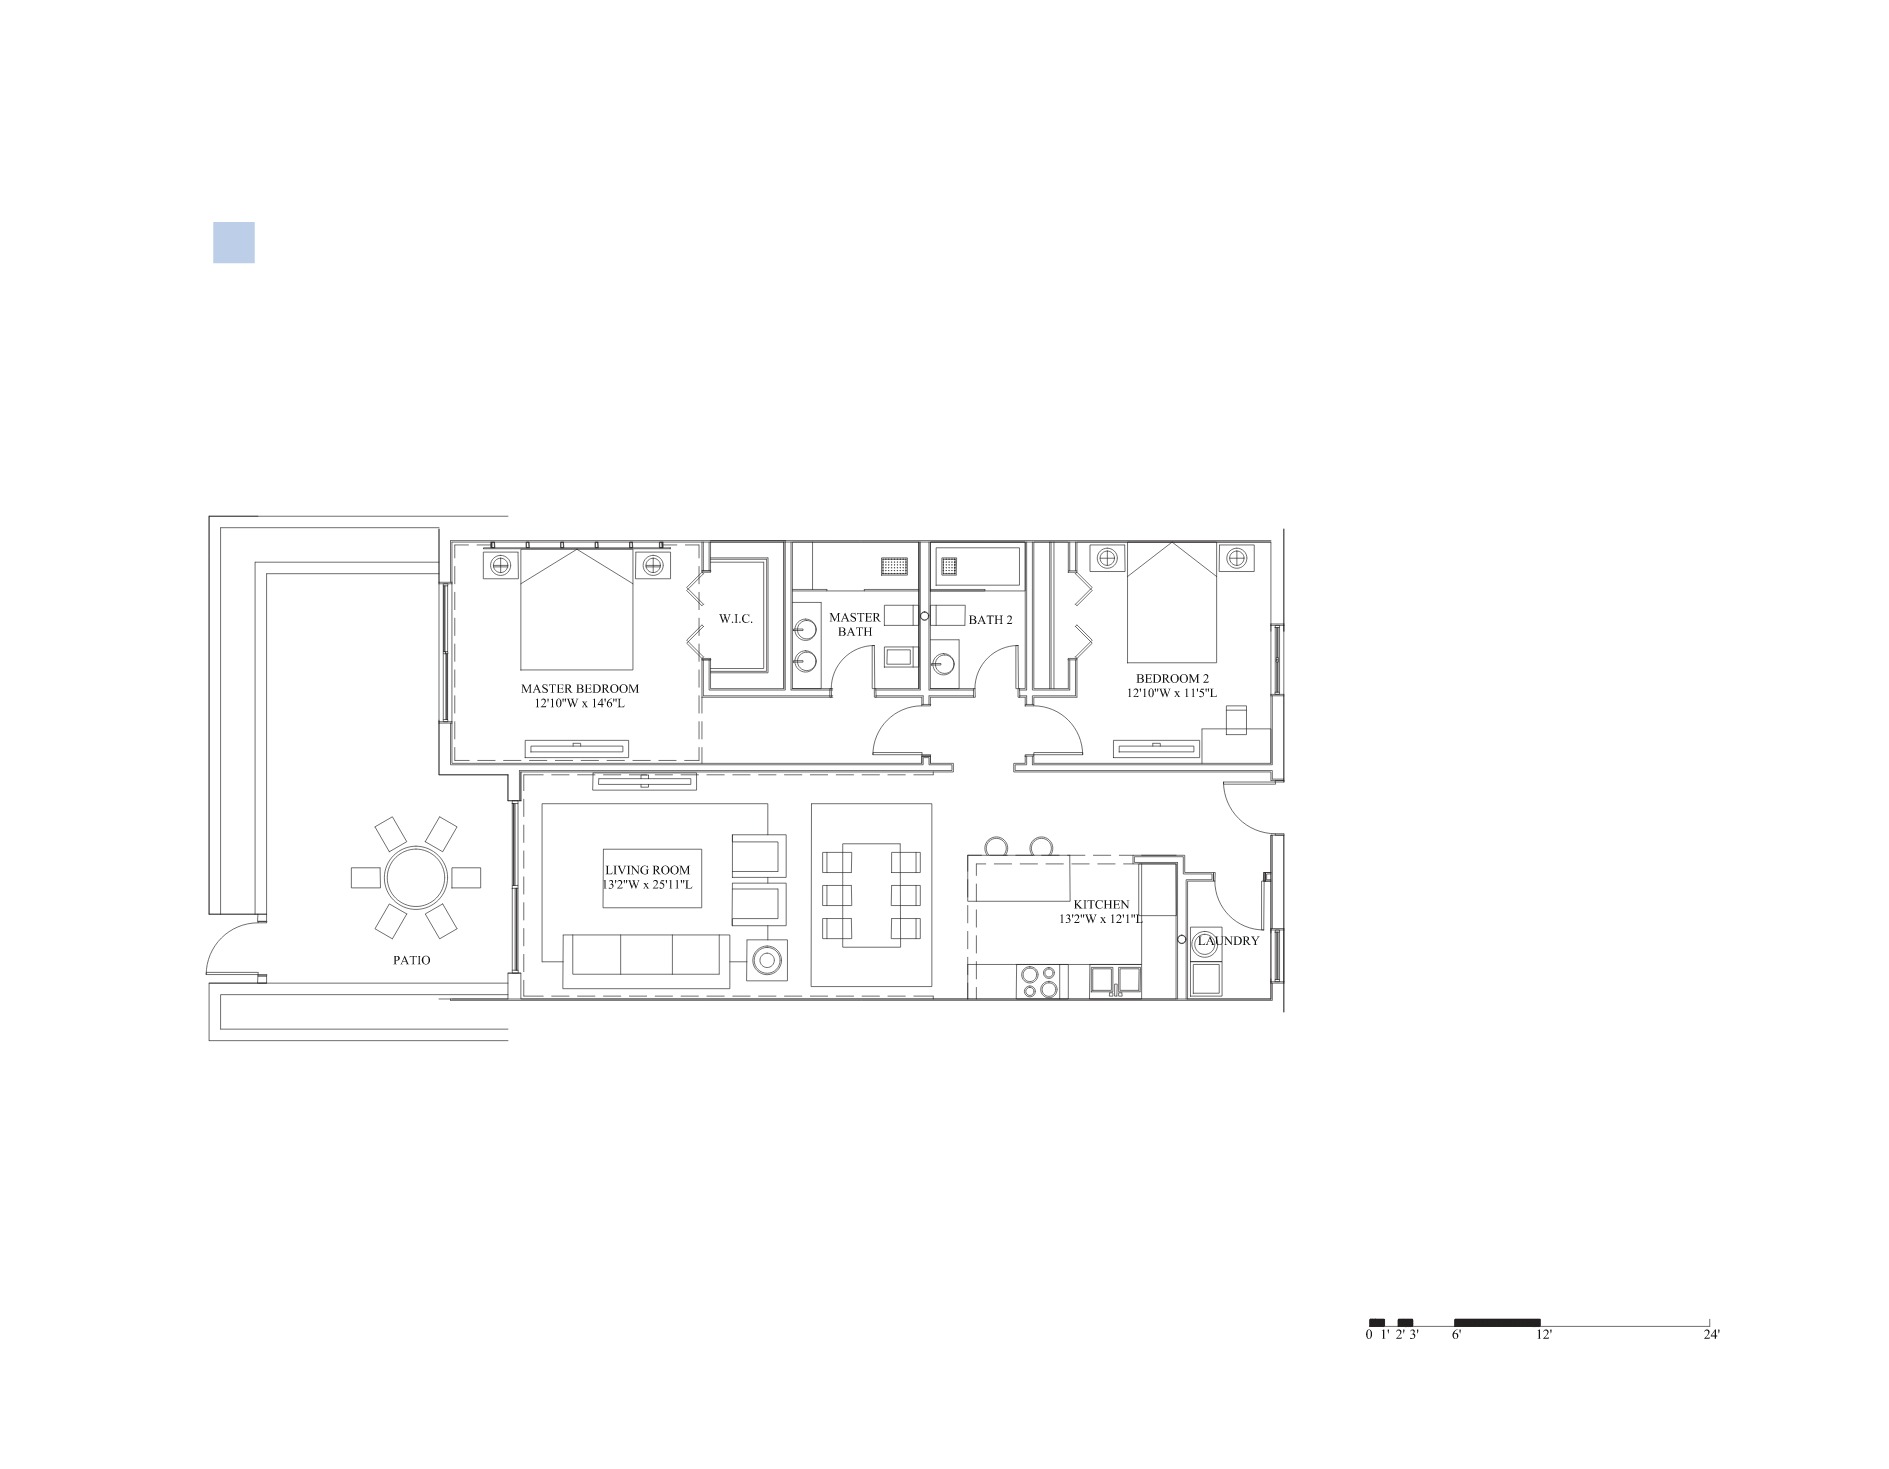 W.I.C.
MASTER
BATH
BATH 2
MASTER BEDROOM
12'10"W x 14'6"L
BEDROOM 2
12'10"W x 11'5"L
LIVING ROOM
13'2"W x 25'11"L
KITCHEN
13'2"W x 12'1"L
LAUNDRY
PATIO
0 1' 2' 3' 6' 12' 24'